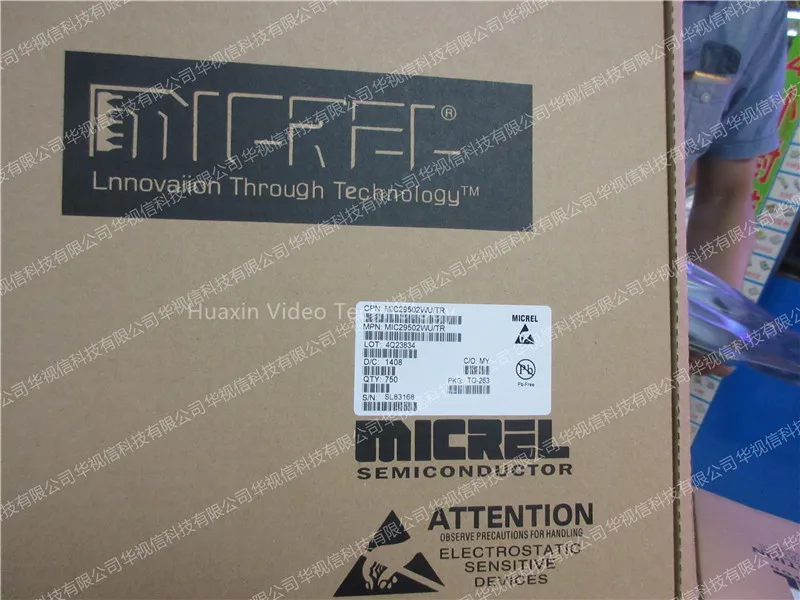 MICREL®
Lnnovaiion Through Technology™
Huaxin Video Technology
CPN: MIC29502WU/TR
MPN: MIC29502WU/TR
LOT: 4Q23834
D/C: 1408
C/O: MY
QTY: 750
PKG: TO-263
S/N: SL83168
MICREL
Pb
Pb-Free
MICREL
SEMICONDUCTOR
ATTENTION
OBSERVE PRECAUTIONS FOR HANDLING
ELECTROSTATIC
SENSITIVE
DEVICES
华视信科技有限公司